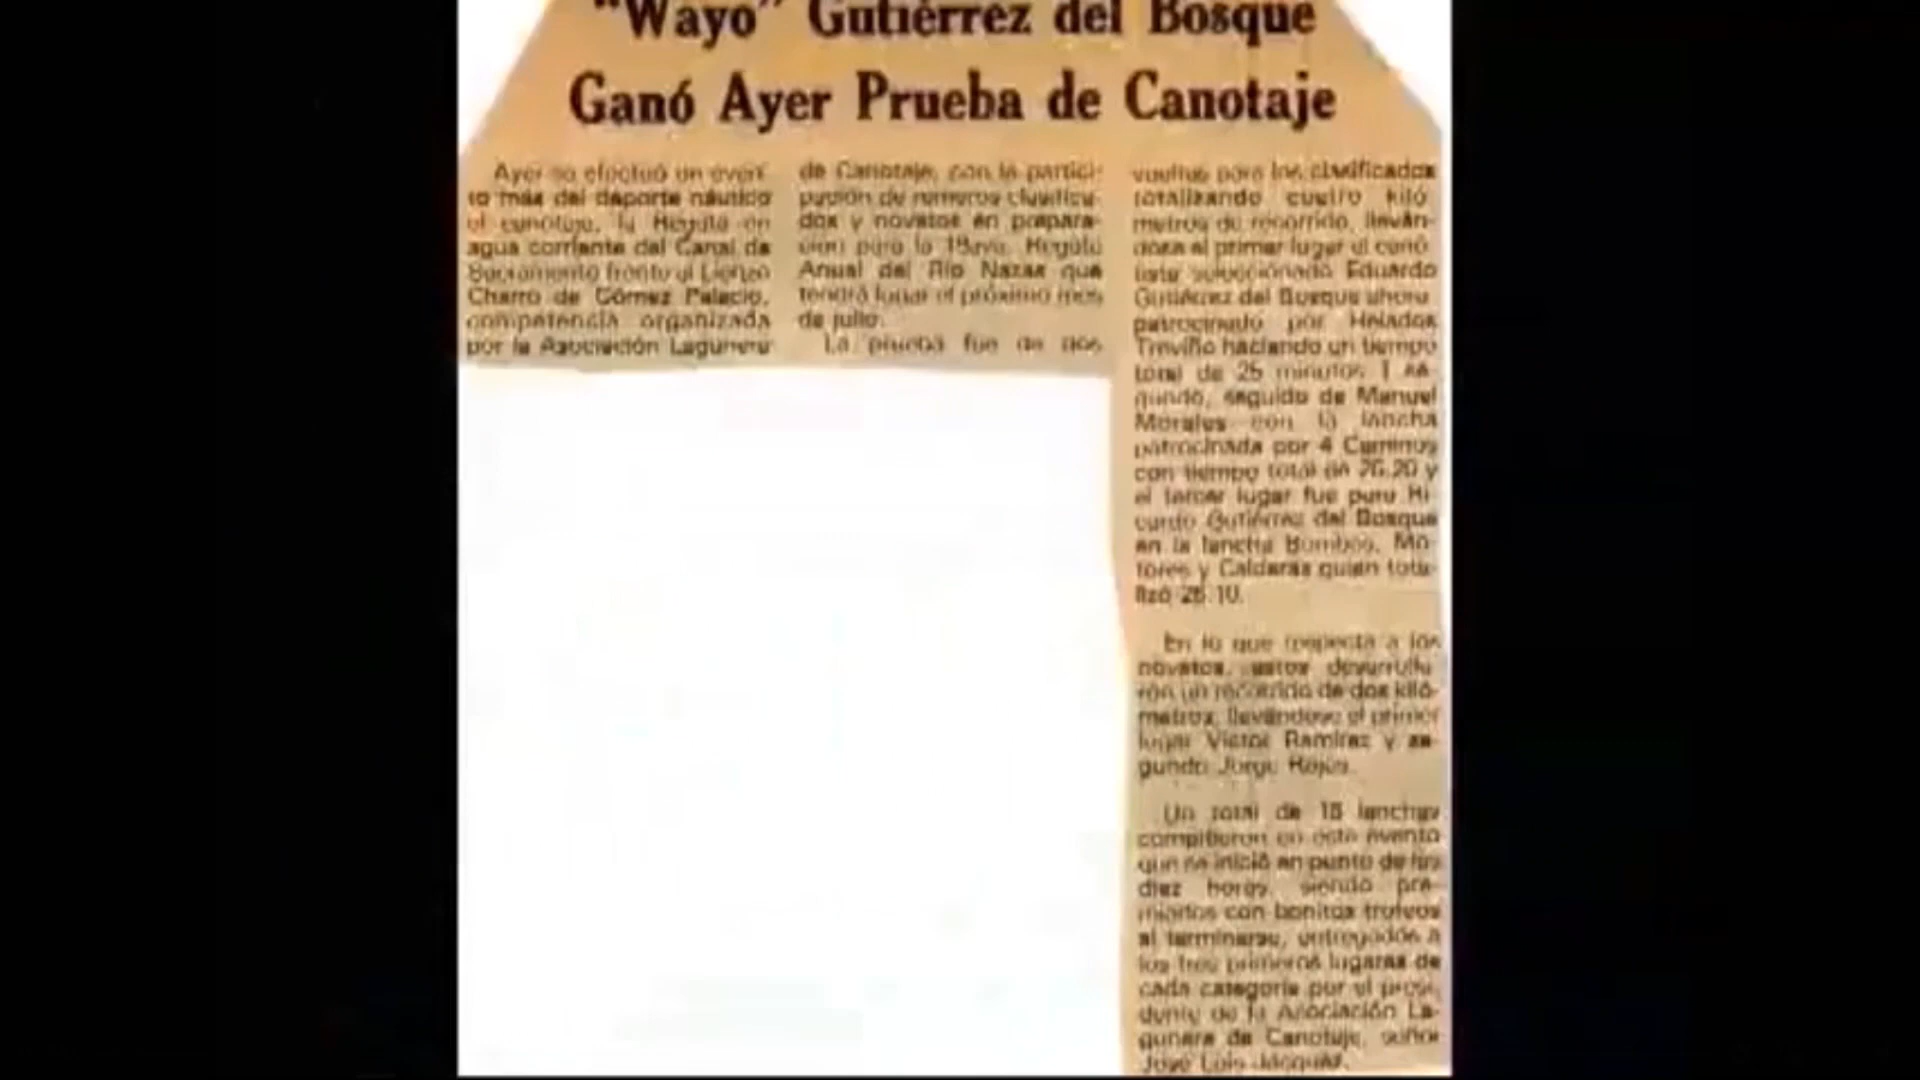 "Wayo" Gutiérrez del Bosque
Ganó Ayer Prueba de Canotaje
Ayer se efectuó un even-
to más del deporte náutico
el canotaje, la Regata en
agua corriente del Canal de
Sacramento frente al Lienzo
Charro de Gómez Palacio,
competencia organizada
por la Asociación Lagunera
de Canotaje, con la partici-
pación de remeros clasifica-
dos y novatos en prepara-
ción para la Regata
Anual del Río Nazas que
tendrá lugar el próximo mes
de julio.
La prueba fue de dos
vueltas para los clasificados
totalizando cuatro kiló-
metros de recorrido, lleván-
dose el primer lugar el cano-
ista seleccionado Eduardo
Gutiérrez del Bosque ahora
patrocinado por Helados
Treviño haciendo un tiempo
total de 25 minutos 1 se-
gundo, seguido de Manuel
Morales con la lancha
patrocinada por 4 Caminos
con tiempo total de y
el tercer lugar fue para Ri-
cardo Gutiérrez del Bosque
en la lancha Bombas, Mo-
tores y Calderas quien tota-
lizó
En lo que respecta a los
novatos, estos desarrolla-
ron un recorrido de dos kiló-
metros, llevándose el primer
lugar Víctor Ramírez y se-
gundo Jorge
Un total de lanchas
compitieron en este evento
que se inició en punto de las
diez horas, siendo pre-
miados con bonitos trofeos
al terminarse, entregados a
los tres primeros lugares de
cada categoría por el presi-
dente de la Asociación La-
gunera de Canotaje, señor
José Luis Jacquez.